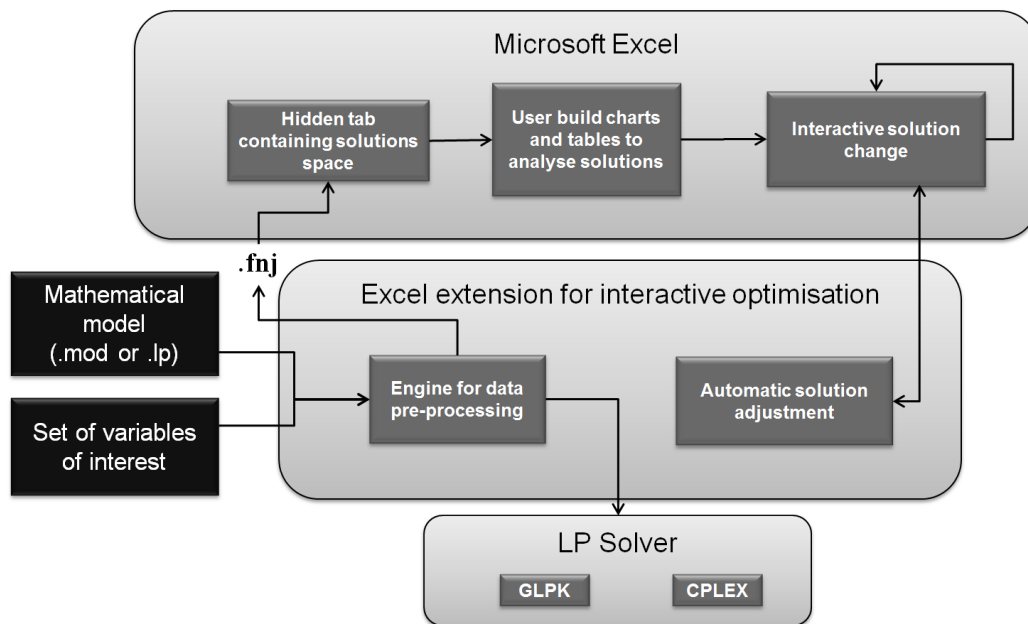 Microsoft Excel
Hidden tab
containing solutions
space
User build charts
and tables to
analyse solutions
Interactive solution
change
.fnj
Mathematical
model
(.mod or .lp)
Set of variables
of interest
Excel extension for interactive optimisation
Engine for data
pre-processing
Automatic solution
adjustment
LP Solver
GLPK
CPLEX